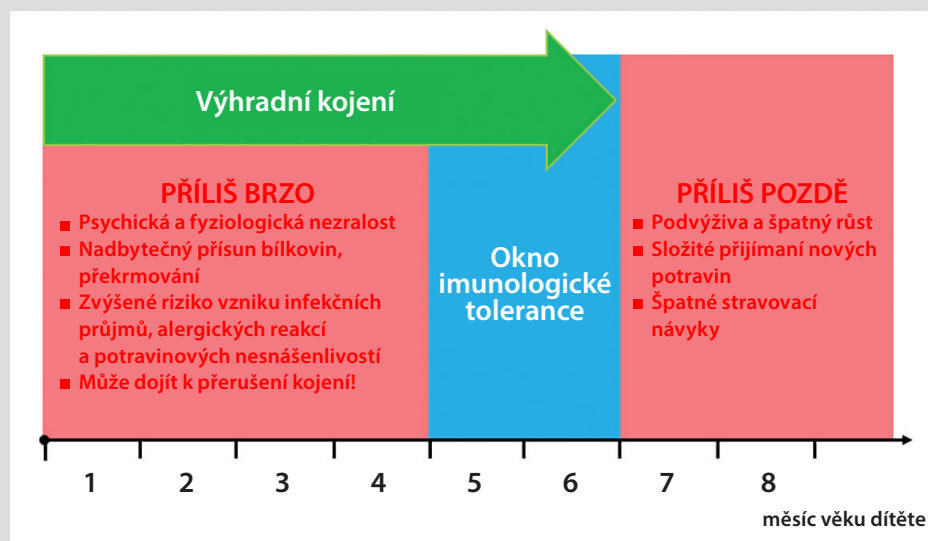 Výhradní kojení
PŘÍLIŠ BRZO
Psychická a fyziologická nezralost
Nadbytečný přísun bílkovin,
překrmování
Zvýšené riziko vzniku infekčních
průjmů, alergických reakcí
a potravinových nesnášenlivostí
Může dojít k přerušení kojení!
Okno
imunologické
tolerance
PŘÍLIŠ POZDĚ
Podvýživa a špatný růst
Složité přijímaní nových
potravin
Špatné stravovací
návyky
1 2 3 4 5 6 7 8
měsíc věku dítěte